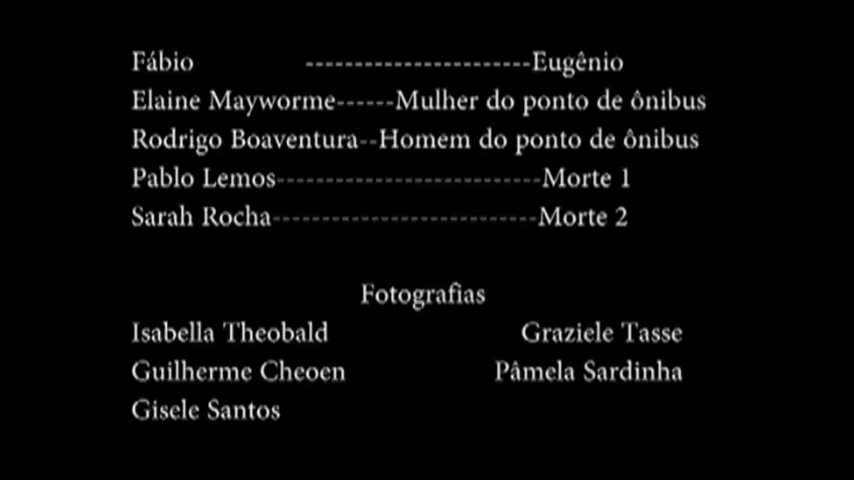 Fábio -----------------------Eugênio
Elaine Mayworme------Mulher do ponto de ônibus
Rodrigo Boaventura--Homem do ponto de ônibus
Pablo Lemos---------------------------Morte 1
Sarah Rocha---------------------------Morte 2
Fotografias
Isabella Theobald Graziele Tasse
Guilherme Cheoen Pâmela Sardinha
Gisele Santos